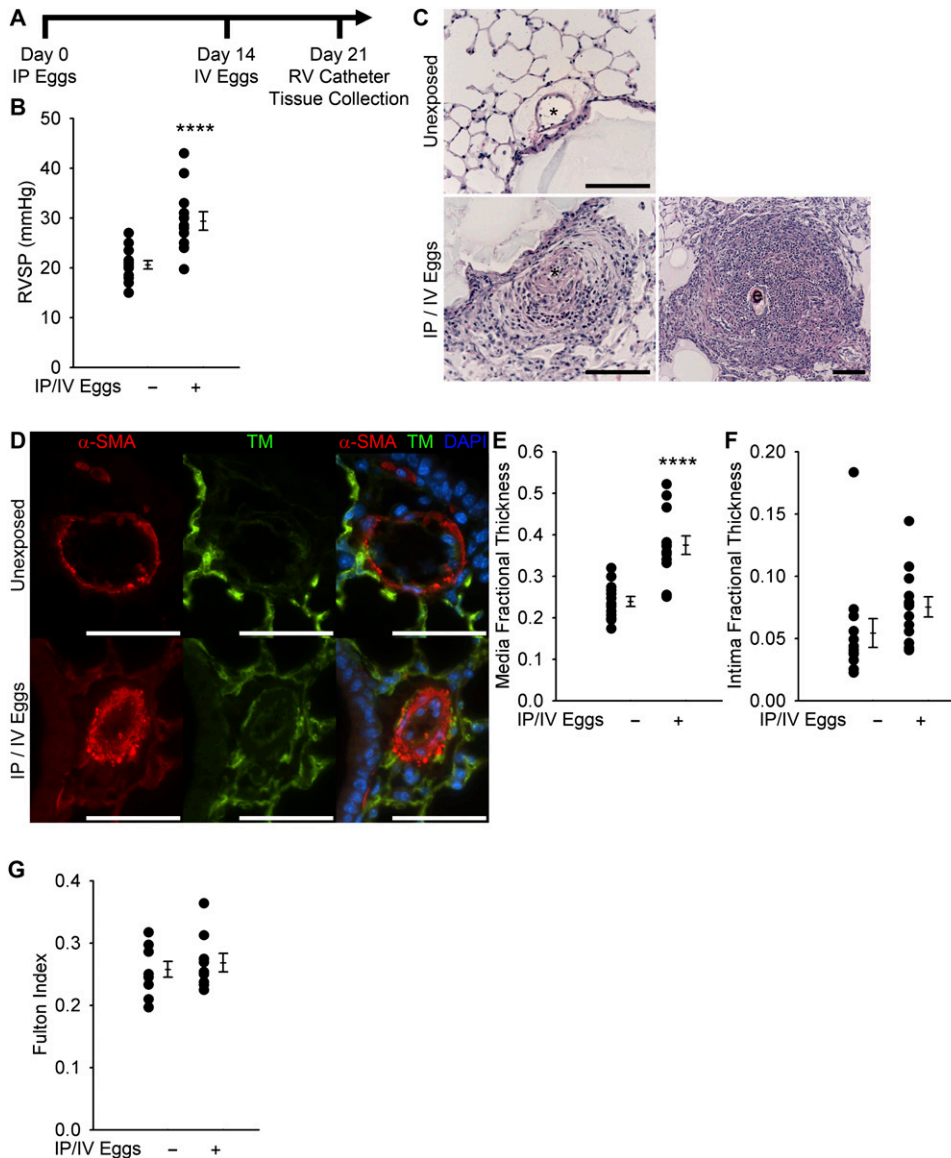 A
Day 0
IP Eggs
Day 14
IV Eggs
Day 21
RV Catheter
Tissue Collection
B
RVSP (mmHg)
50
40
30
20
10
0
****
IP/IV Eggs − +
C
Unexposed
*
IP / IV Eggs
*
e
D
α-SMA TM α-SMA TM DAPI
Unexposed
IP / IV Eggs
E
Media Fractional Thickness
0.6
0.5
0.4
0.3
0.2
0.1
0.0
****
IP/IV Eggs − +
F
Intima Fractional Thickness
0.20
0.15
0.10
0.05
0.00
IP/IV Eggs − +
G
Fulton Index
0.4
0.3
0.2
0.1
0.0
IP/IV Eggs − +